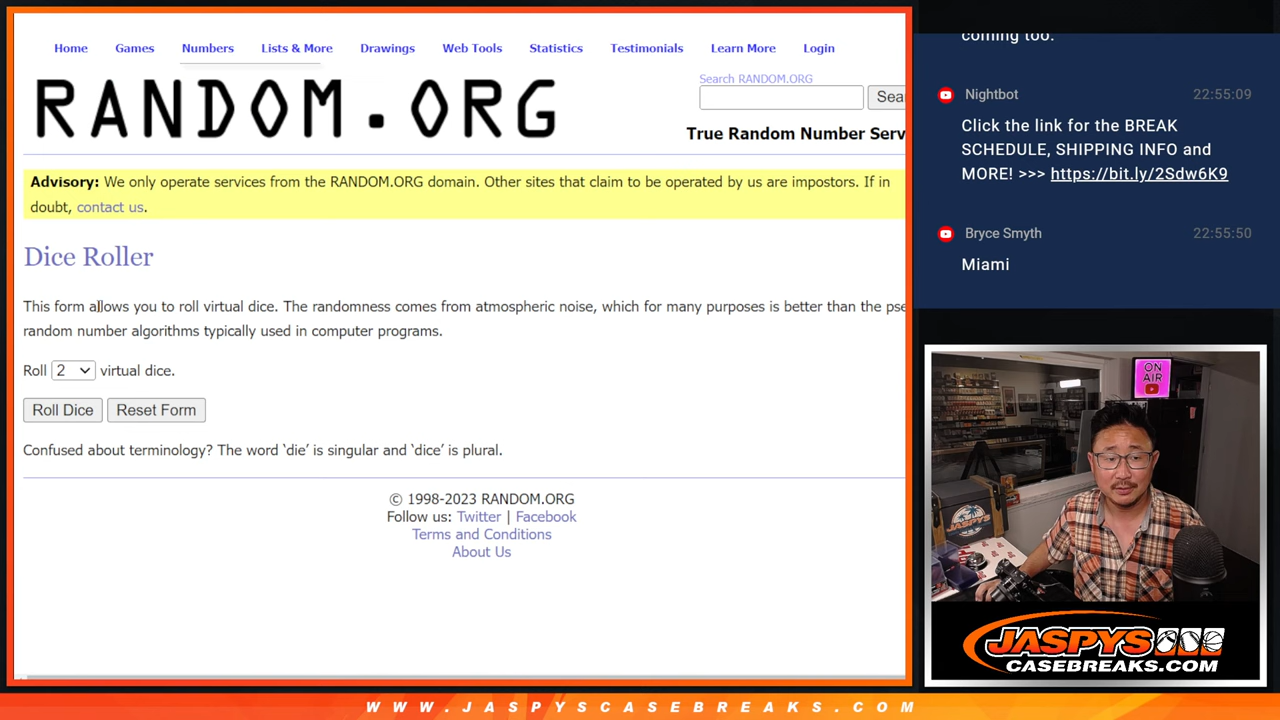 Home Games Numbers Lists & More Drawings Web Tools Statistics Testimonials Learn More Login
RANDOM.ORG
Search RANDOM.ORG
Sear
True Random Number Serv
Advisory: We only operate services from the RANDOM.ORG domain. Other sites that claim to be operated by us are impostors. If in
doubt, contact us.
Dice Roller
This form allows you to roll virtual dice. The randomness comes from atmospheric noise, which for many purposes is better than the pse
random number algorithms typically used in computer programs.
Roll 2 virtual dice.
Roll Dice Reset Form
Confused about terminology? The word ‘die’ is singular and ‘dice’ is plural.
© 1998-2023 RANDOM.ORG
Follow us: Twitter | Facebook
Terms and Conditions
About Us
coming too.
Nightbot 22:55:09
Click the link for the BREAK
SCHEDULE, SHIPPING INFO and
MORE! >>> https://bit.ly/2Sdw6K9
Bryce Smyth 22:55:50
Miami
ON
AIR
JASPYS
CASEBREAKS.COM
WWW.JASPYSCASEBREAKS.COM